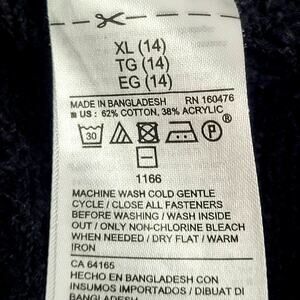 XL (14)
TG (14)
EG (14)
MADE IN BANGLADESH RN 160476
US : 62% COTTON, 38% ACRYLIC
30 P
1166
MACHINE WASH COLD GENTLE
CYCLE / CLOSE ALL FASTENERS
BEFORE WASHING / WASH INSIDE
OUT / ONLY NON-CHLORINE BLEACH
WHEN NEEDED / DRY FLAT / WARM
IRON
CA 64165
HECHO EN BANGLADESH CON
INSUMOS IMPORTADOS / DIBUAT DI
BANGLADESH